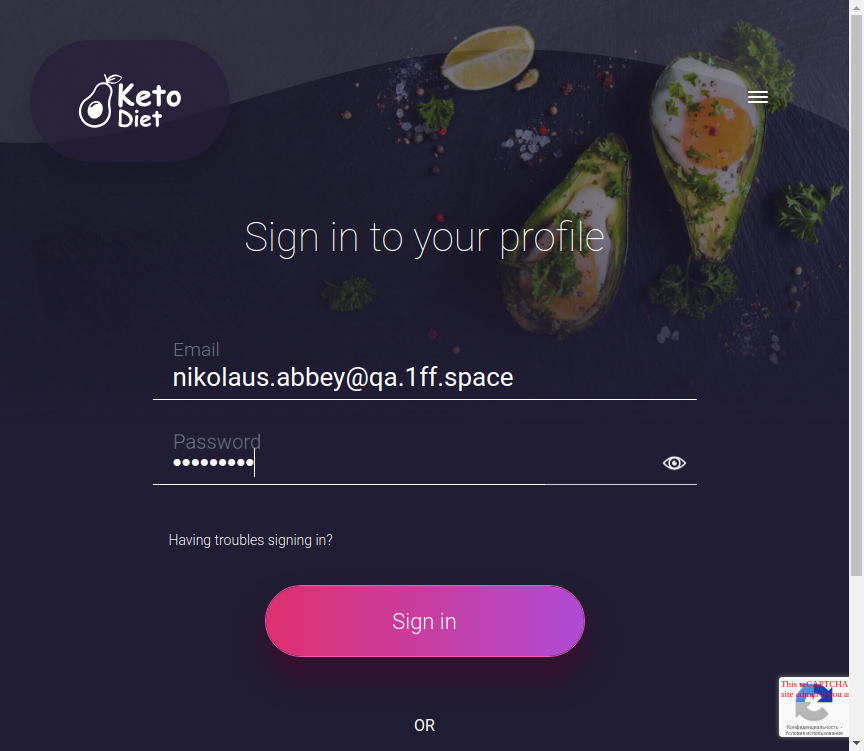 Keto
Diet
Sign in to your profile
Email
nikolaus.abbey@qa.1ff.space
Password
•••••••••
Having troubles signing in?
Sign in
OR
This reCAPTCHA
site admin
Конфиденциальность -
Условия использования